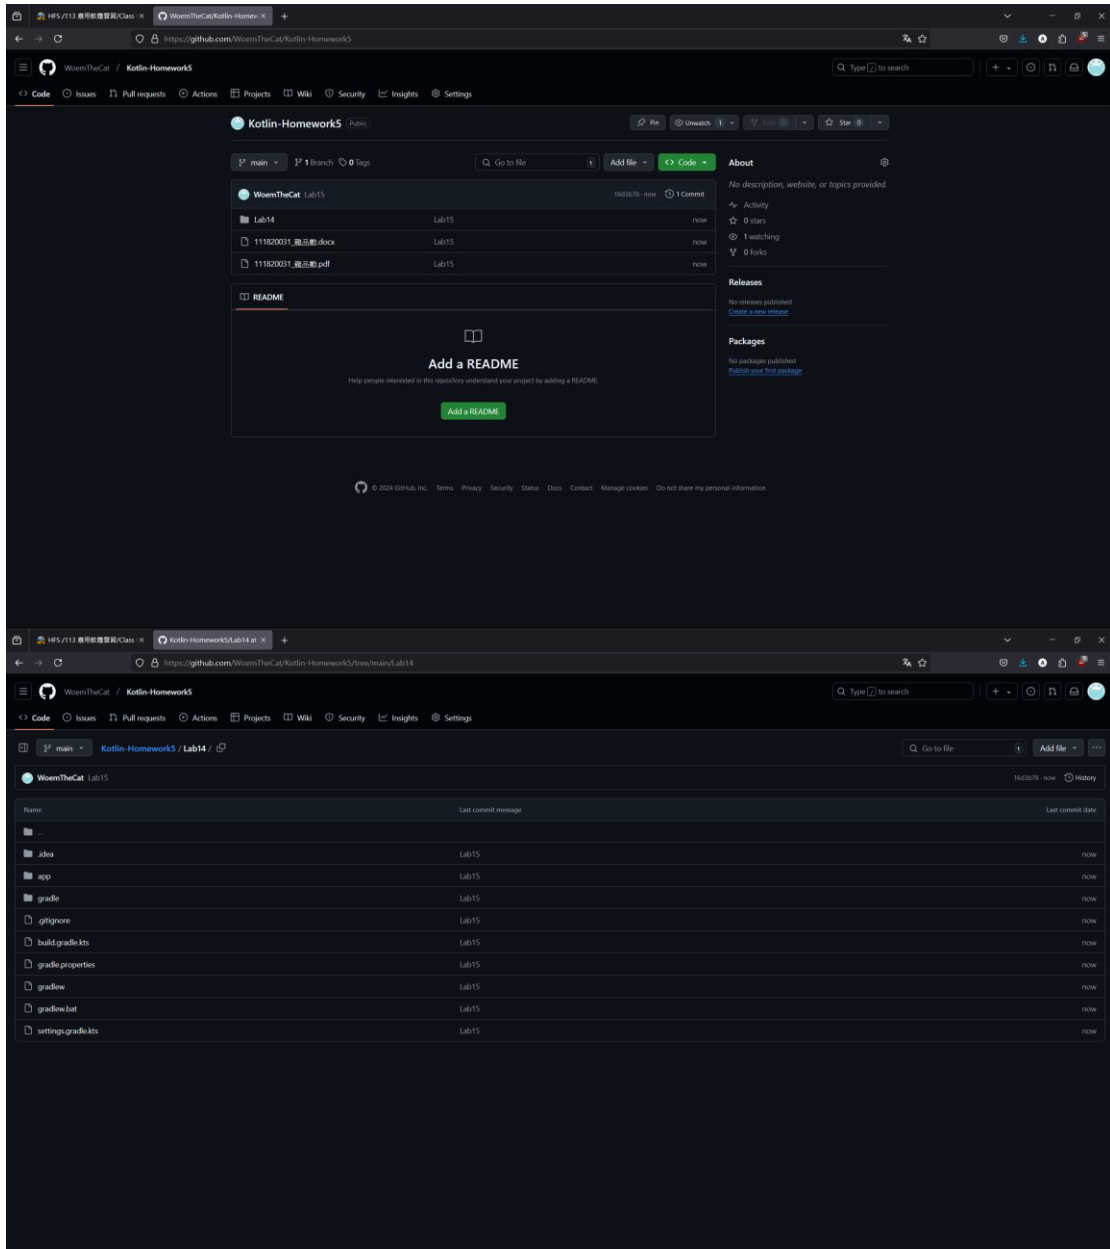 HFS /113 應用軟體實習/Class
WoemTheCat/Kotlin-Homew
https://github.com/WoemTheCat/Kotlin-Homework5
WoemTheCat / Kotlin-Homework5
Type / to search
Code Issues Pull requests Actions Projects Wiki Security Insights Settings
Kotlin-Homework5 Public
Pin Unwatch 1 Star 0
main 1 Branch 0 Tags Go to file t Add file Code
About
No description, website, or topics provided.
WoemTheCat Lab15 16d3b76 · now 1 Commit
Activity
Lab14 Lab15 now
0 stars
1 watching
111820031_ .docx Lab15 now
0 forks
111820031_ .pdf Lab15 now
Releases
README
No releases published
Create a new release
Packages
Add a README
No packages published
Publish your first package
Help people interested in this repository understand your project by adding a README.
Add a README
© 2024 GitHub, Inc. Terms Privacy Security Status Docs Contact Manage cookies Do not share my personal information
HFS /113 應用軟體實習/Class
Kotlin-Homework5/Lab14 at
https://github.com/WoemTheCat/Kotlin-Homework5/tree/main/Lab14
WoemTheCat / Kotlin-Homework5
Type / to search
Code Issues Pull requests Actions Projects Wiki Security Insights Settings
main Kotlin-Homework5 / Lab14 /
Go to file t Add file
WoemTheCat Lab15 16d3b76 · now History
Name Last commit message Last commit date
..
.idea Lab15 now
app Lab15 now
gradle Lab15 now
.gitignore Lab15 now
build.gradle.kts Lab15 now
gradle.properties Lab15 now
gradlew Lab15 now
gradlew.bat Lab15 now
settings.gradle.kts Lab15 now